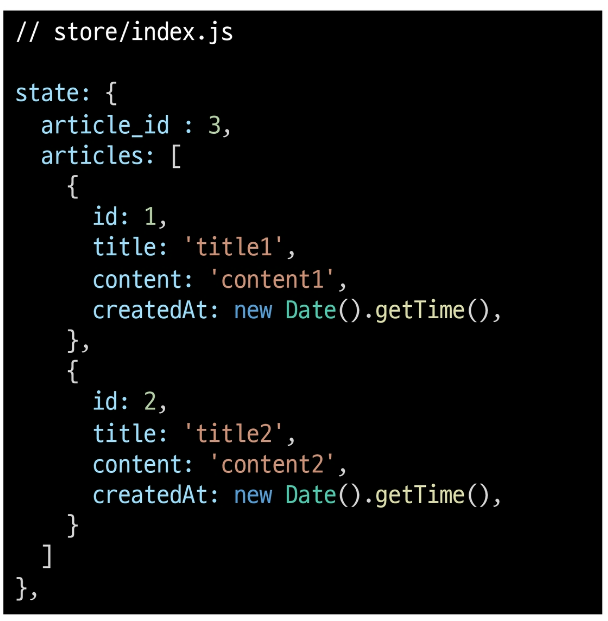 // store/index.js
state: {
article_id : 3,
articles: [
{
id: 1,
title: 'title1',
content: 'content1',
createdAt: new Date().getTime(),
},
{
id: 2,
title: 'title2',
content: 'content2',
createdAt: new Date().getTime(),
}
]
},